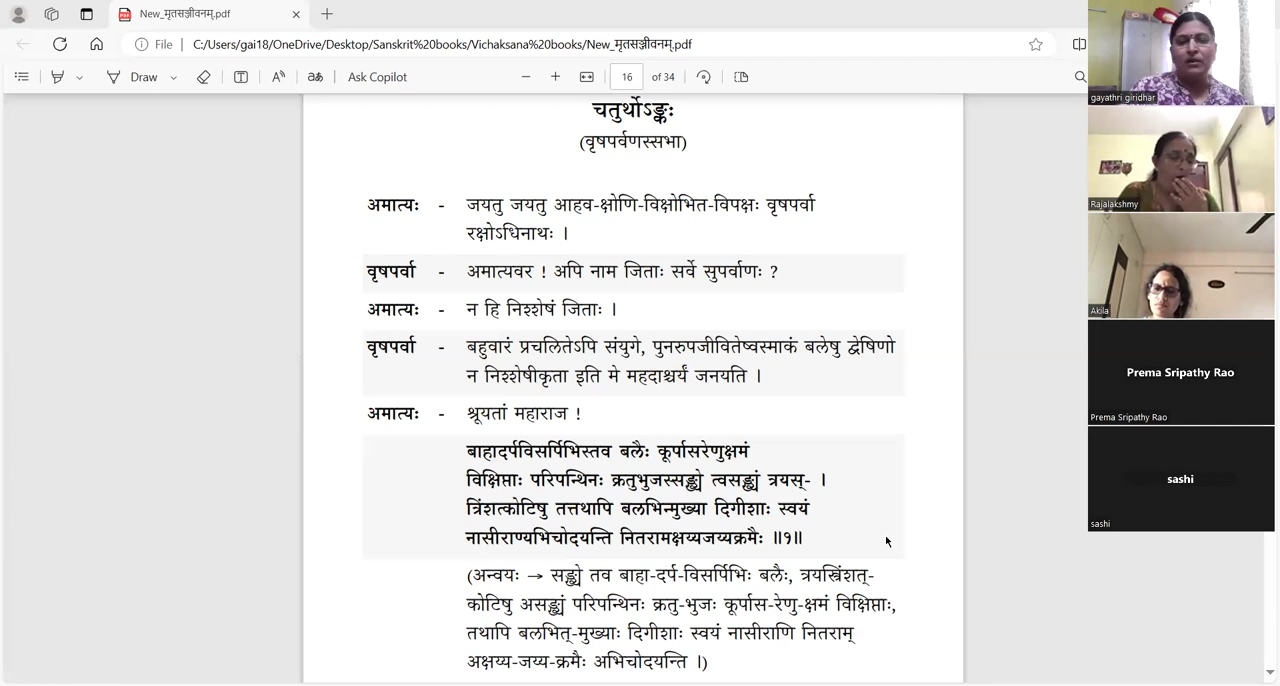 New_मृतसञ्जीवनम्.pdf
File | C:/Users/gai18/OneDrive/Desktop/Sanskrit%20books/Vichaksana%20books/New_मृतसञ्जीवनम्.pdf
Draw Ask Copilot 16 of 34
चतुर्थोऽङ्कः
(वृषपर्वणस्सभा)
अमात्यः - जयतु जयतु आहव-क्षोणि-विक्षोभित-विपक्षः वृषपर्वा
रक्षोऽधिनाथः ।
वृषपर्वा - अमात्यवर ! अपि नाम जिताः सर्वे सुपर्वाणः ?
अमात्यः - न हि निश्शेषं जिताः ।
वृषपर्वा - बहुवारं प्रचलितेऽपि संयुगे, पुनरुपजीवितेष्वस्माकं बलेषु द्वेषिणो
न निश्शेषीकृता इति मे महदाश्चर्यं जनयति ।
अमात्यः - श्रूयतां महाराज !
बाहादर्पविसर्पिभिस्तव बलैः कूर्पासरेणुक्षमं
विक्षिप्ताः परिपन्थिनः क्रतुभुजस्सङ्ख्ये त्वसङ्ख्यं त्रयस्- ।
त्रिंशत्कोटिषु तत्तथापि बलभिन्मुख्या दिगीशाः स्वयं
नासीराण्यभिचोदयन्ति नितरामक्षय्यजय्यक्रमैः ॥१॥
(अन्वयः → सङ्ख्ये तव बाहा-दर्प-विसर्पिभिः बलैः, त्रयस्त्रिंशत्-
कोटिषु असङ्ख्यं परिपन्थिनः क्रतु-भुजः कूर्पास-रेणु-क्षमं विक्षिप्ताः,
तथापि बलभित्-मुख्याः दिगीशाः स्वयं नासीराणि नितराम्
अक्षय्य-जय्य-क्रमैः अभिचोदयन्ति ।)
gayathri giridhar
Rajalakshmy
Akila
Prema Sripathy Rao
Prema Sripathy Rao
sashi
sashi